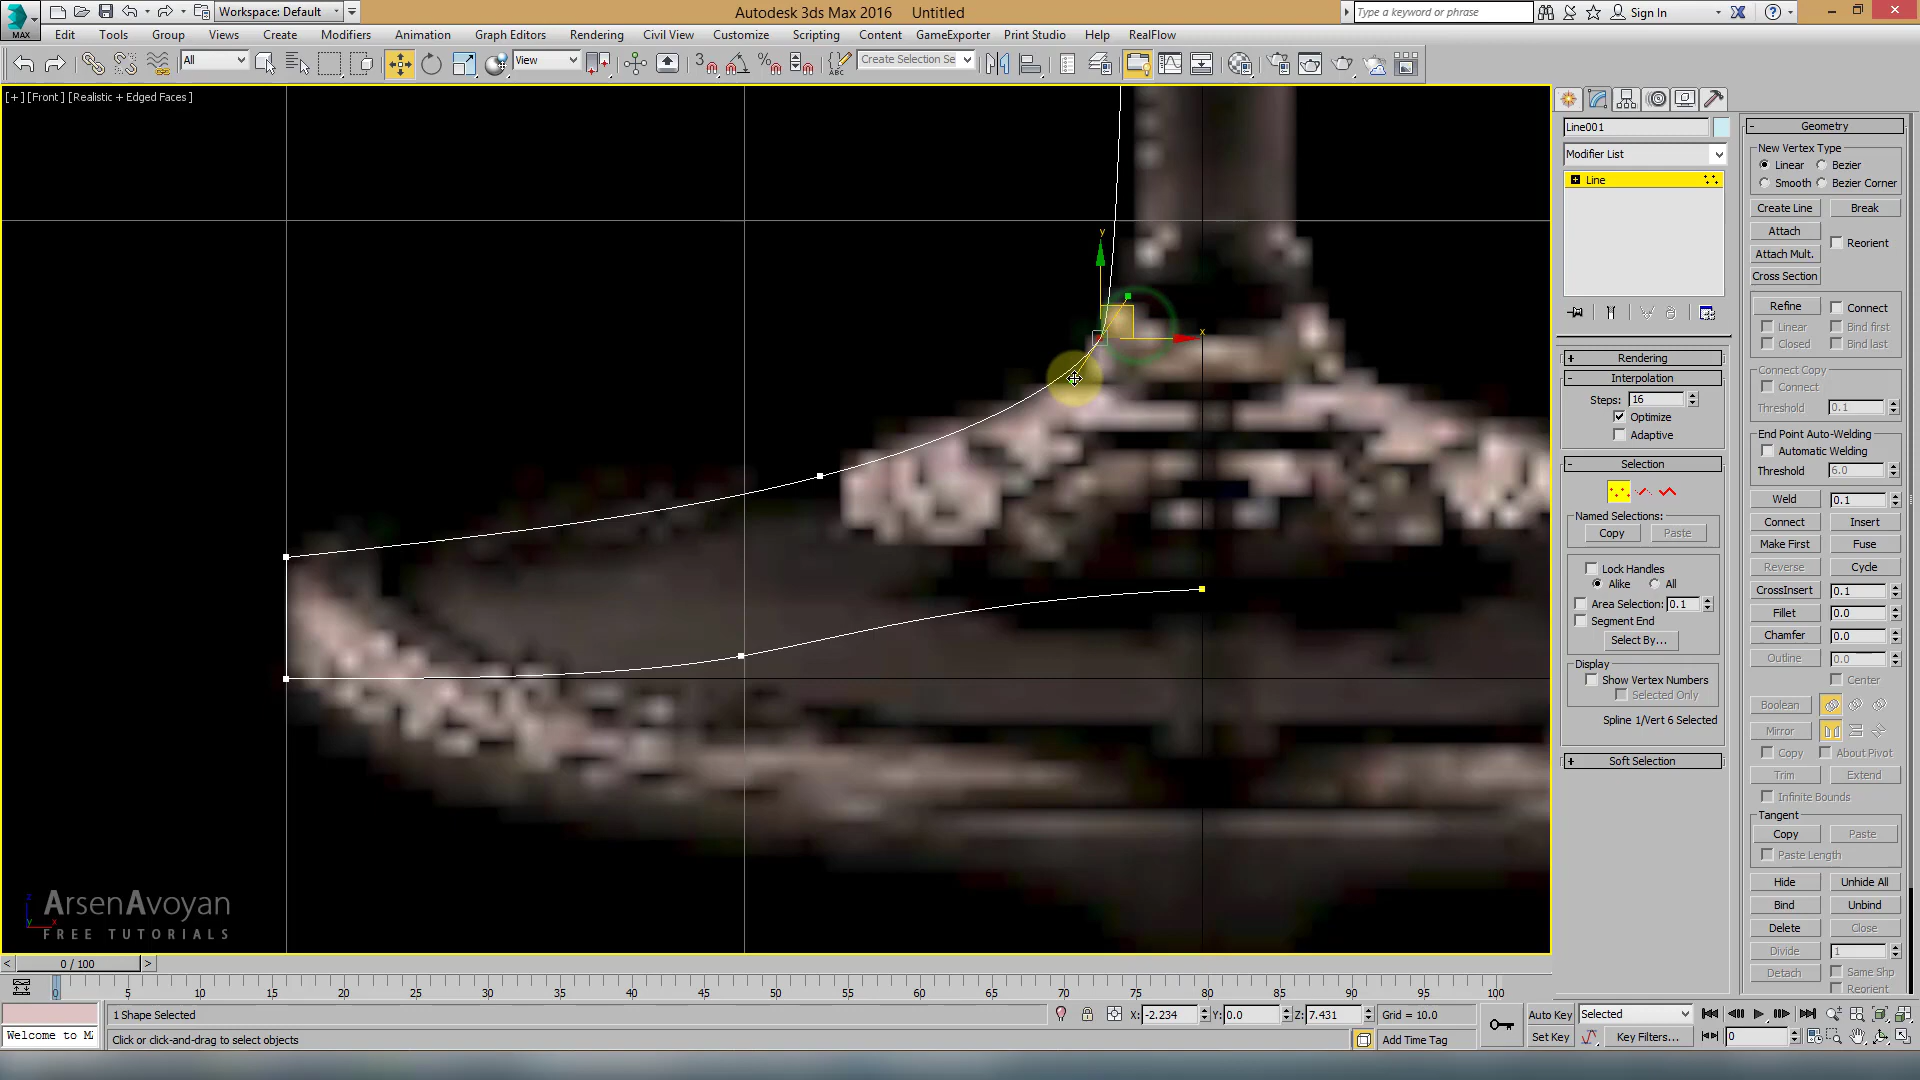 Workspace: Default
Autodesk 3ds Max 2016 Untitled
Type a keyword or phrase
Sign In
MAX
Edit Tools Group Views Create Modifiers Animation Graph Editors Rendering Civil View Customize Scripting Content GameExporter Print Studio Help RealFlow
All
View
3
ABC
Create Selection Se
[+] [Front] [Realistic + Edged Faces]
y
x
ArsenAvoyan
FREE TUTORIALS
Line001
Modifier List
Line
Rendering
Interpolation
Steps: 16
Optimize
Adaptive
Selection
Named Selections:
Copy Paste
Lock Handles
Alike All
Area Selection: 0.1
Segment End
Select By...
Display
Show Vertex Numbers
Selected Only
Spline 1/Vert 6 Selected
Soft Selection
Geometry
New Vertex Type
Linear Bezier
Smooth Bezier Corner
Create Line Break
Attach
Reorient
Attach Mult.
Cross Section
Refine Connect
Linear Bind first
Closed Bind last
Connect Copy
Connect
Threshold 0.1
End Point Auto-Welding
Automatic Welding
Threshold 6.0
Weld 0.1
Connect Insert
Make First Fuse
Reverse Cycle
CrossInsert 0.1
Fillet 0.0
Chamfer 0.0
Outline 0.0
Center
Boolean
Mirror
Copy About Pivot
Trim Extend
Infinite Bounds
Tangent
Copy Paste
Paste Length
Hide Unhide All
Bind Unbind
Delete Close
Divide 1
Detach Same Shp
Reorient
< 0 / 100 >
0 5 10 15 20 25 30 35 40 45 50 55 60 65 70 75 80 85 90 95 100
1 Shape Selected
X: -2.234 Y: 0.0 Z: 7.431 Grid = 10.0
Auto Key Selected
Welcome to M
Click or click-and-drag to select objects
Add Time Tag
Set Key Key Filters... 0